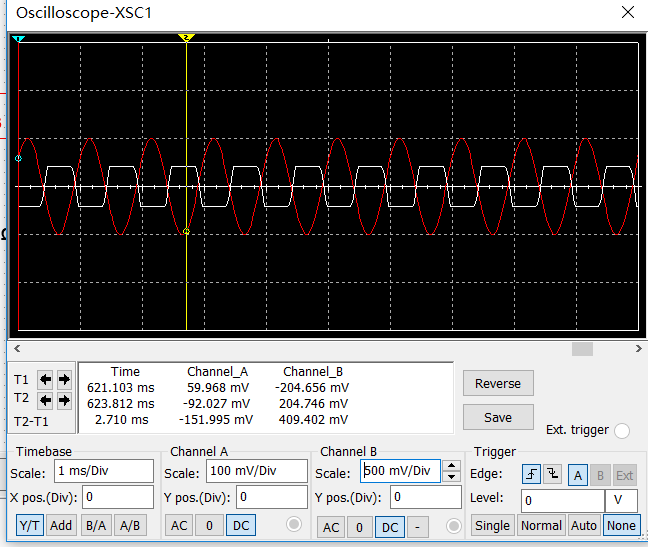 Oscilloscope-XSC1
1
2
Time Channel_A Channel_B
T1 621.103 ms 59.968 mV -204.656 mV
T2 623.812 ms -92.027 mV 204.746 mV
T2-T1 2.710 ms -151.995 mV 409.402 mV
Reverse
Save
Ext. trigger
Timebase
Scale: 1 ms/Div
X pos.(Div): 0
Y/T Add B/A A/B
Channel A
Scale: 100 mV/Div
Y pos.(Div): 0
AC 0 DC
Channel B
Scale: 500 mV/Div
Y pos.(Div): 0
AC 0 DC -
Trigger
Edge: A B Ext
Level: 0 V
Single Normal Auto None